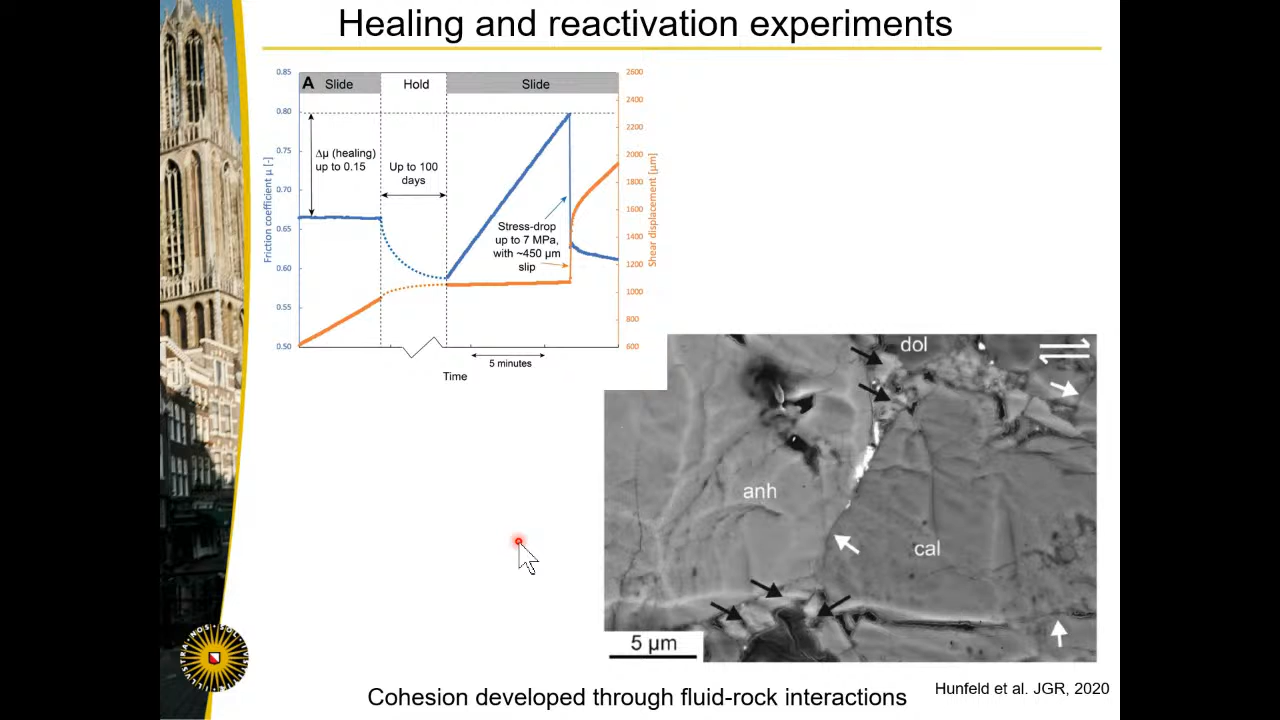 Healing and reactivation experiments
A
Slide
Hold
Slide
0.85
0.80
0.75
0.70
0.65
0.60
0.55
0.50
Friction coefficient μ [-]
Δμ (healing)
up to 0.15
Up to 100
days
Stress-drop
up to 7 MPa,
with ~450 μm
slip
5 minutes
Time
2600
2400
2200
2000
1800
1600
1400
1200
1000
800
600
Shear displacement [μm]
dol
anh
cal
5 μm
Cohesion developed through fluid-rock interactions
Hunfeld et al. JGR, 2020